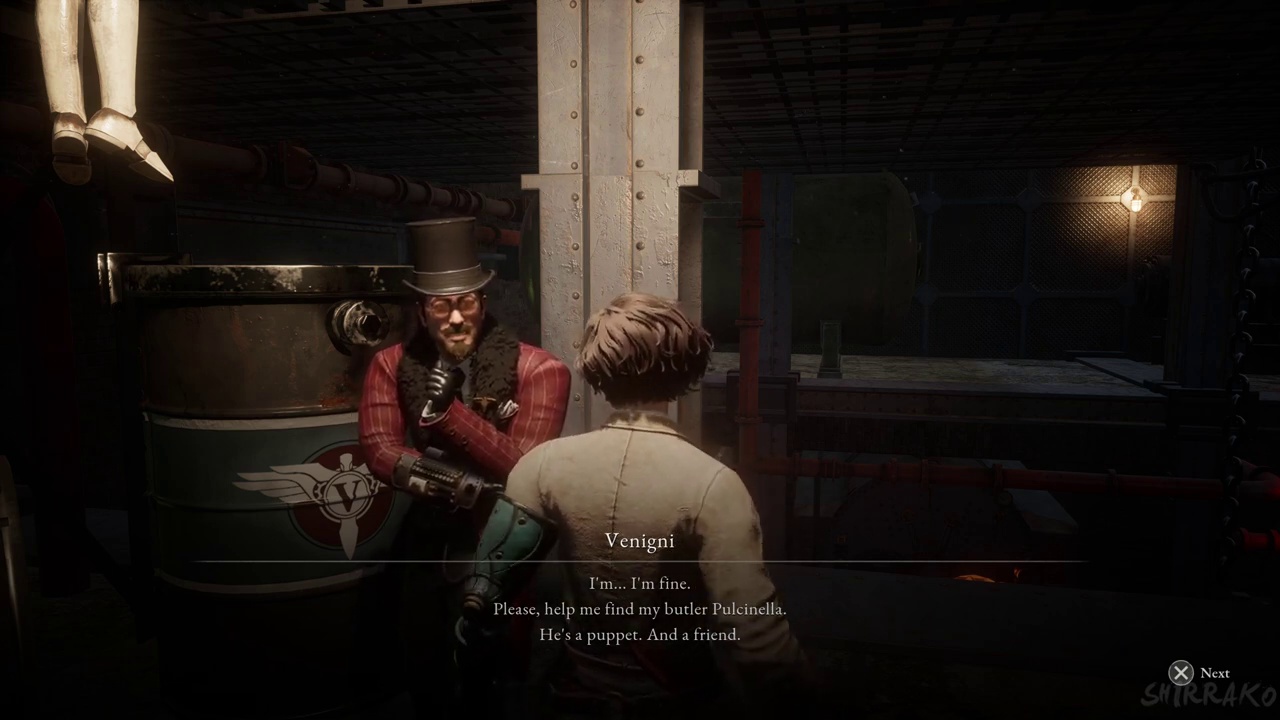 V
Venigni
I'm... I'm fine.
Please, help me find my butler Pulcinella.
He's a puppet. And a friend.
Next
SHIRRAKO